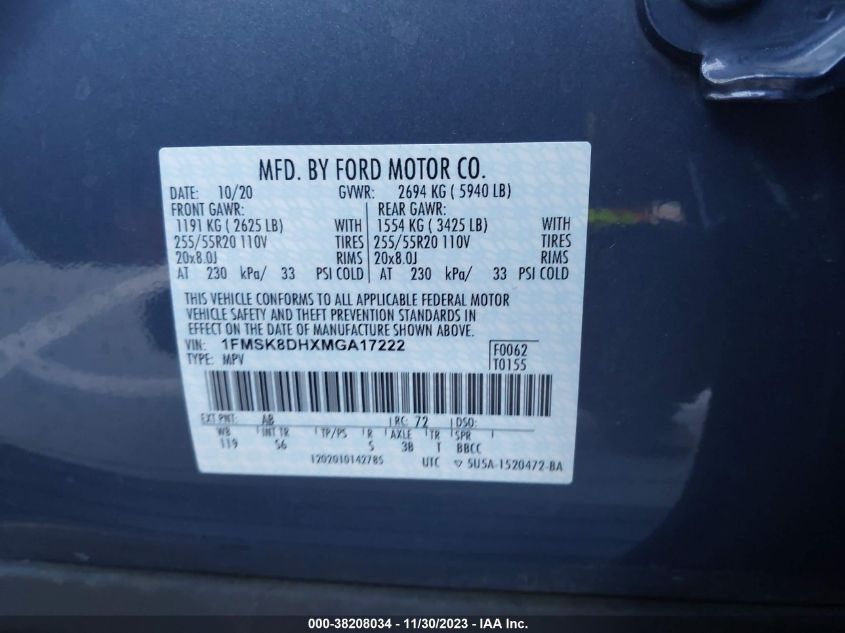 MFD. BY FORD MOTOR CO.
DATE: 10/20 GVWR: 2694 KG ( 5940 LB)
FRONT GAWR: REAR GAWR:
1191 KG ( 2625 LB) WITH 1554 KG ( 3425 LB) WITH
255/55R20 110V TIRES 255/55R20 110V TIRES
20x8.0J RIMS 20x8.0J RIMS
AT 230 kPa/ 33 PSI COLD AT 230 kPa/ 33 PSI COLD
THIS VEHICLE CONFORMS TO ALL APPLICABLE FEDERAL MOTOR
VEHICLE SAFETY AND THEFT PREVENTION STANDARDS IN
EFFECT ON THE DATE OF MANUFACTURE SHOWN ABOVE.
VIN: 1FMSK8DHXMGA17222 F0062
TYPE: MPV T0155
EXT PNT: AB RC: 72 DSO:
WB INT TR TP/PS R AXLE TR SPR
119 S6 5 3B T BBCC
1202010142785 UTC ▽ 5U5A-1520472-BA
000-38208034 - 11/30/2023 - IAA Inc.